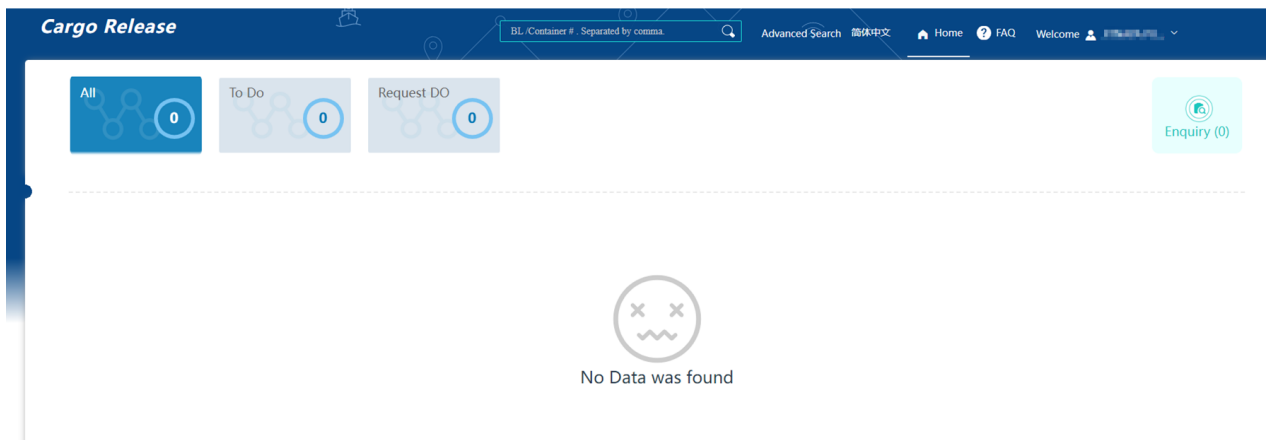 Cargo Release
BL /Container # . Separated by comma.
Advanced Search
简体中文
Home
? FAQ
Welcome
All
0
To Do
0
Request DO
0
Enquiry (0)
No Data was found